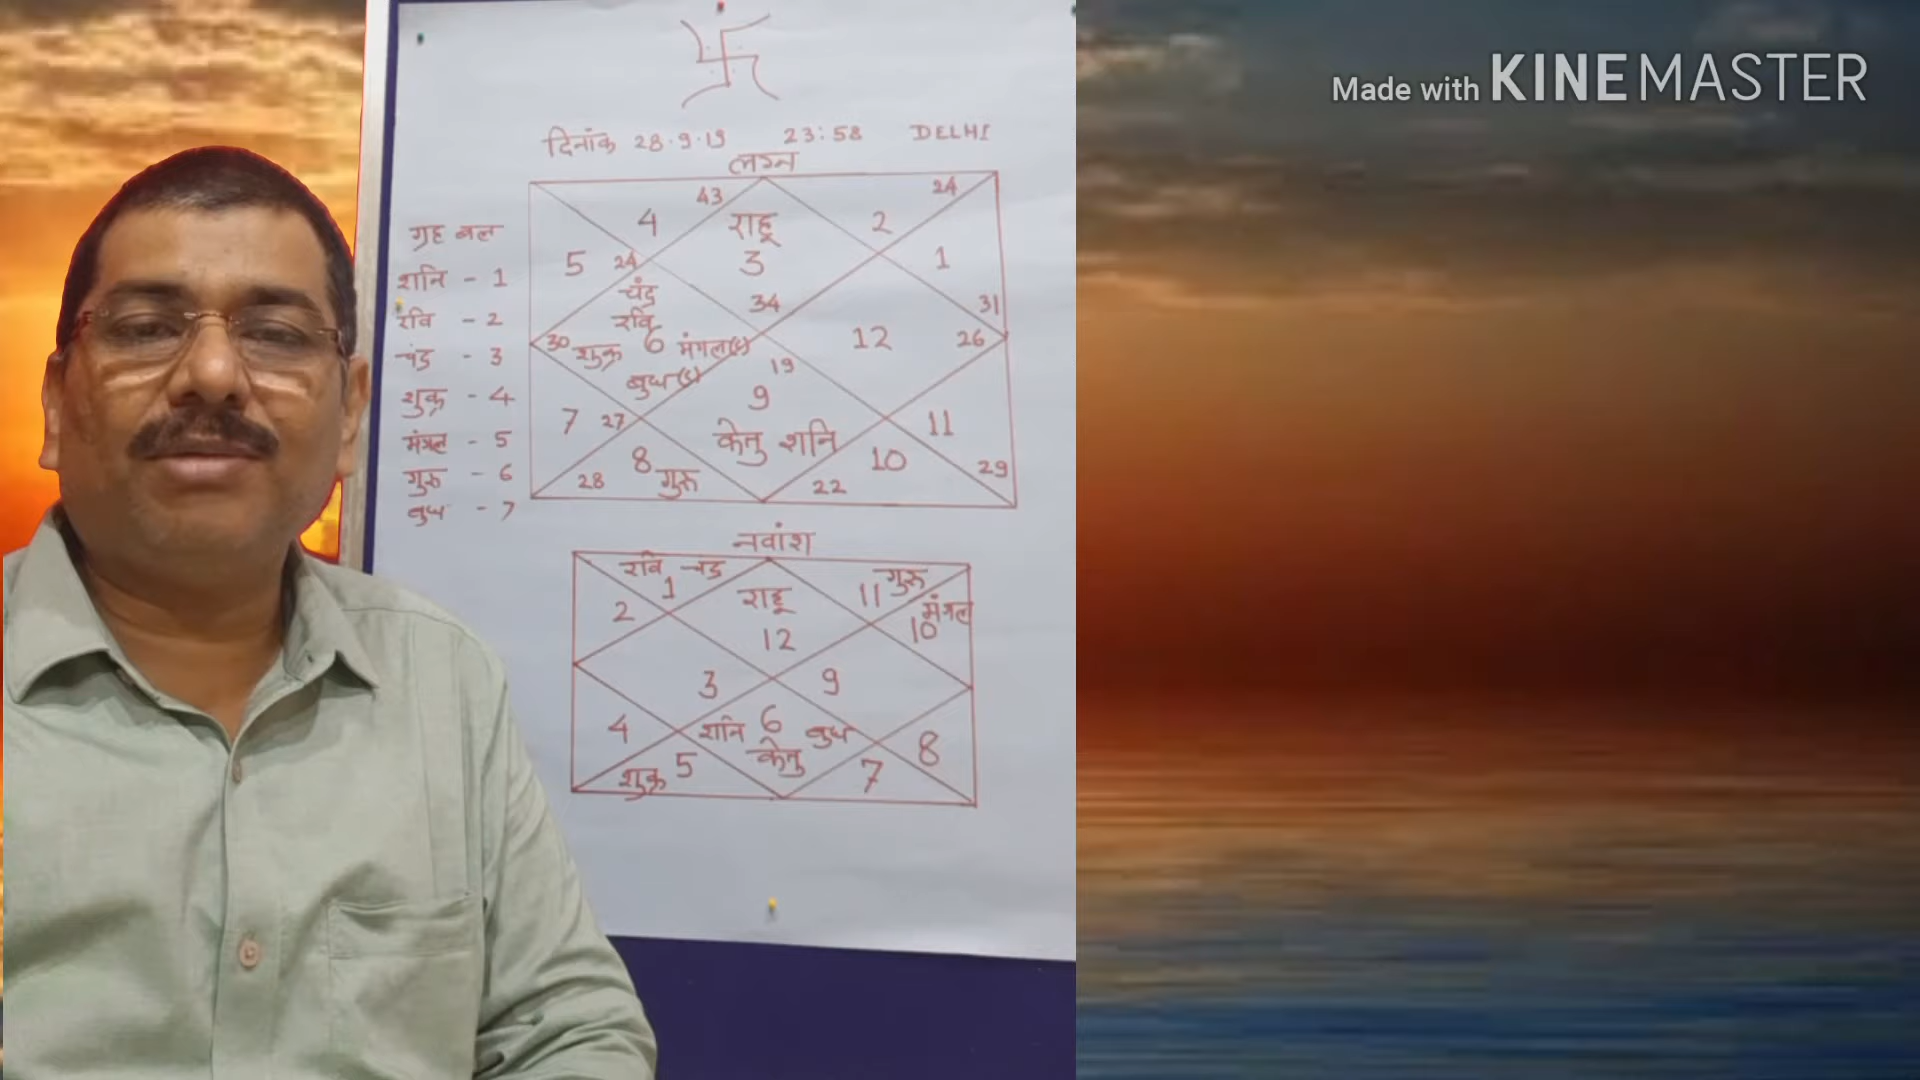 Made with KINEMASTER
दिनांक 28.9.19 23:58 DELHI
लग्न
ग्रह बल
शनि - 1
रवि - 2
चंद्र - 3
शुक्र - 4
मंगल - 5
गुरु - 6
बुध - 7
43 24
4 राहू 2
5 24 3 1
चंद्र
रवि 34 31
30 शुक्र 6 मंगल(C) 12 26
बुध(C) 19
9
7 27 केतु शनि 11
8 गुरु 10 29
28 22
नवांश
रवि चंद्र 11 गुरु
1 राहू मंगल
2 12 10
3 9
4 शनि 6 बुध 8
शुक्र 5 केतु 7